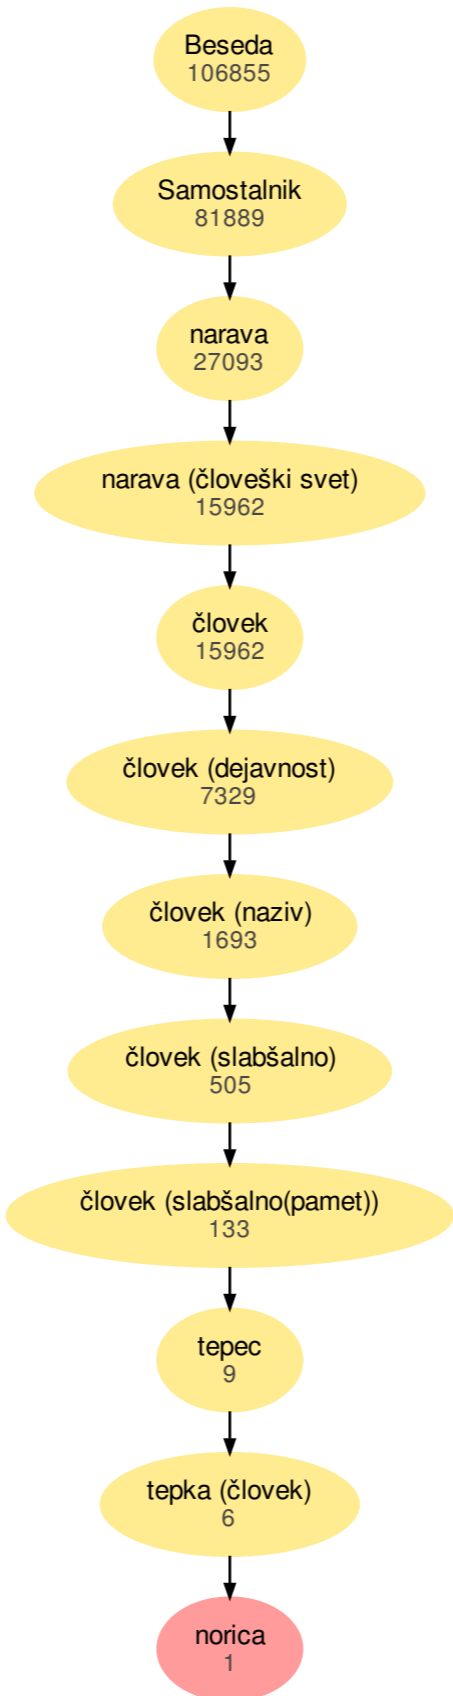 Beseda
106855
Samostalnik
81889
narava
27093
narava (človeški svet)
15962
človek
15962
človek (dejavnost)
7329
človek (naziv)
1693
človek (slabšalno)
505
človek (slabšalno(pamet))
133
tepec
9
tepka (človek)
6
norica
1